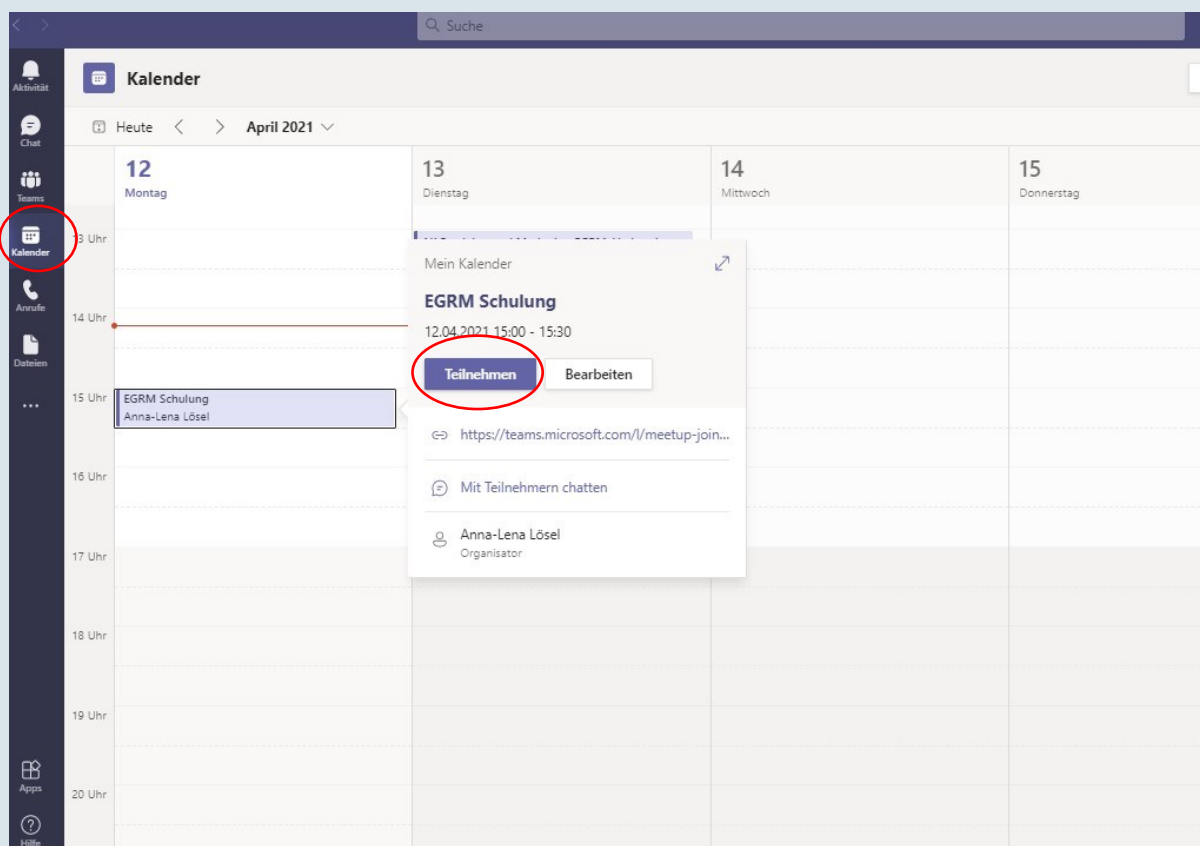 Suche
Aktivität
Chat
Teams
Kalender
Anrufe
Dateien
Apps
Hilfe
Kalender
Heute
April 2021
12
Montag
13
Dienstag
14
Mittwoch
15
Donnerstag
13 Uhr
14 Uhr
15 Uhr
16 Uhr
17 Uhr
18 Uhr
19 Uhr
20 Uhr
EGRM Schulung
Anna-Lena Lösel
Mein Kalender
EGRM Schulung
12.04.2021 15:00 - 15:30
Teilnehmen
Bearbeiten
https://teams.microsoft.com/l/meetup-join...
Mit Teilnehmern chatten
Anna-Lena Lösel
Organisator